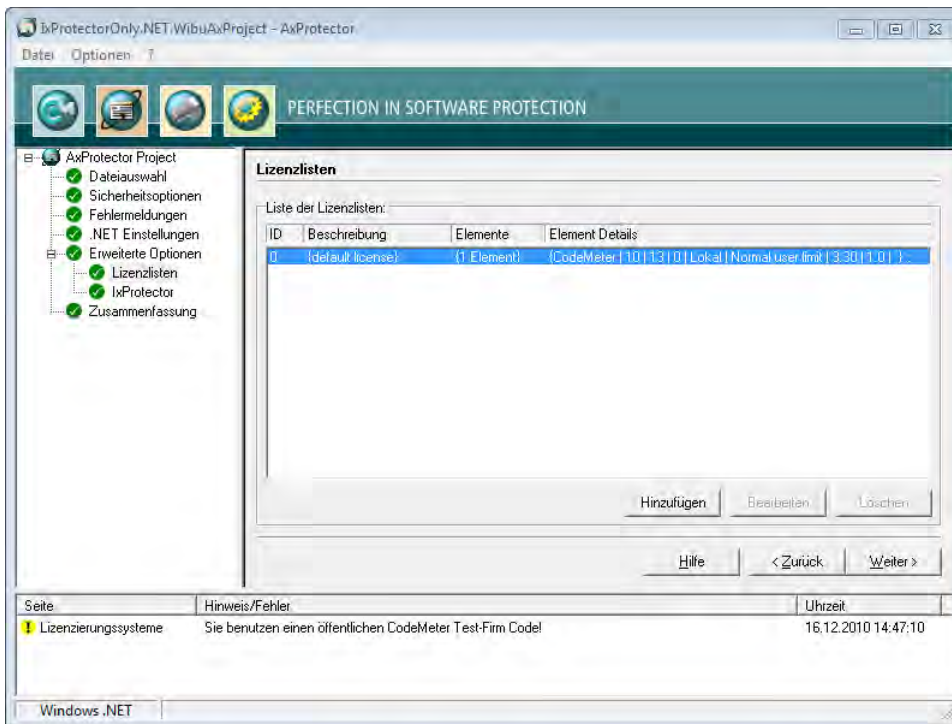 IxProtectorOnly.NET.WibuAxProject - AxProtector
Datei Optionen ?
PERFECTION IN SOFTWARE PROTECTION
AxProtector Project
Dateiauswahl
Sicherheitsoptionen
Fehlermeldungen
.NET Einstellungen
Erweiterte Optionen
Lizenzlisten
IxProtector
Zusammenfassung
Lizenzlisten
Liste der Lizenzlisten:
ID Beschreibung Elemente Element Details
0 {default license} {1 Element} {CodeMeter | 10 | 13 | 0 | Lokal | Normal user limit | 3.30 | 1.0 | }
Hinzufügen Bearbeiten Löschen
Hilfe < Zurück Weiter >
Seite Hinweis/Fehler Uhrzeit
Lizenzierungssysteme Sie benutzen einen öffentlichen CodeMeter Test-Firm Code! 16.12.2010 14:47:10
Windows .NET